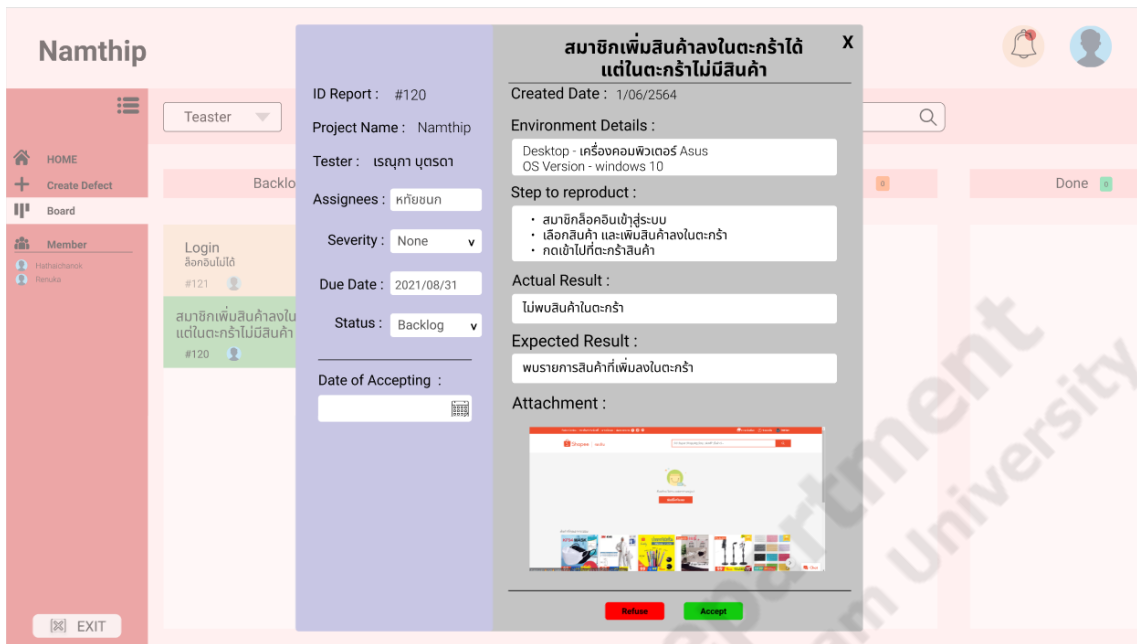 Namthip
Teaster
HOME
Create Defect
Board
Member
Hathaichanok
Renuka
EXIT
Backlo
Login
ล็อกอินไม่ได้
#121
สมาชิกเพิ่มสินค้าลงใน
แต่ในตะกร้าไม่มีสินค้า
#120
ID Report : #120
Project Name : Namthip
Tester : เรณุกา บุตรดา
Assignees : หทัยชนก
Severity : None
Due Date : 2021/08/31
Status : Backlog
Date of Accepting :
สมาชิกเพิ่มสินค้าลงในตะกร้าได้
แต่ในตะกร้าไม่มีสินค้า
X
Created Date : 1/06/2564
Environment Details :
Desktop - เครื่องคอมพิวเตอร์ Asus
OS Version - windows 10
Step to reproduct :
• สมาชิกล็อคอินเข้าสู่ระบบ
• เลือกสินค้า และเพิ่มสินค้าลงในตะกร้า
• กดเข้าไปที่ตะกร้าสินค้า
Actual Result :
ไม่พบสินค้าในตะกร้า
Expected Result :
พบรายการสินค้าที่เพิ่มลงในตะกร้า
Attachment :
Shopee
Refuse
Accept
0
Done 0
epartment
am University